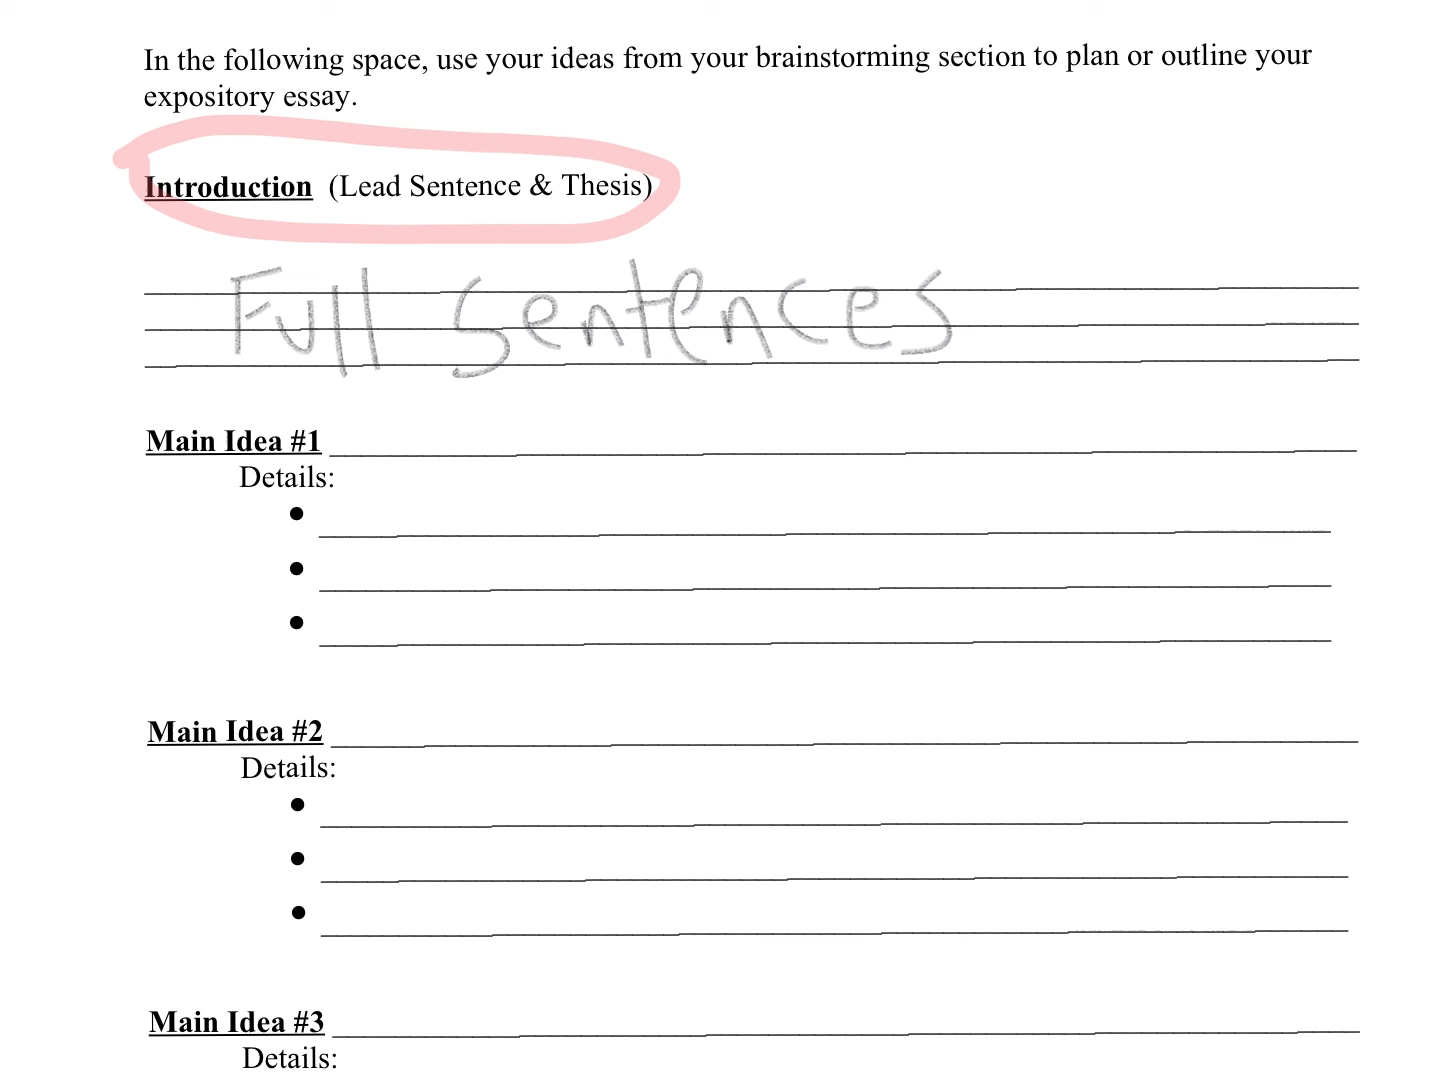 In the following space, use your ideas from your brainstorming section to plan or outline your
expository essay.
Introduction (Lead Sentence & Thesis)
Full Sentences
Main Idea #1
Details:
Main Idea #2
Details:
Main Idea #3
Details: